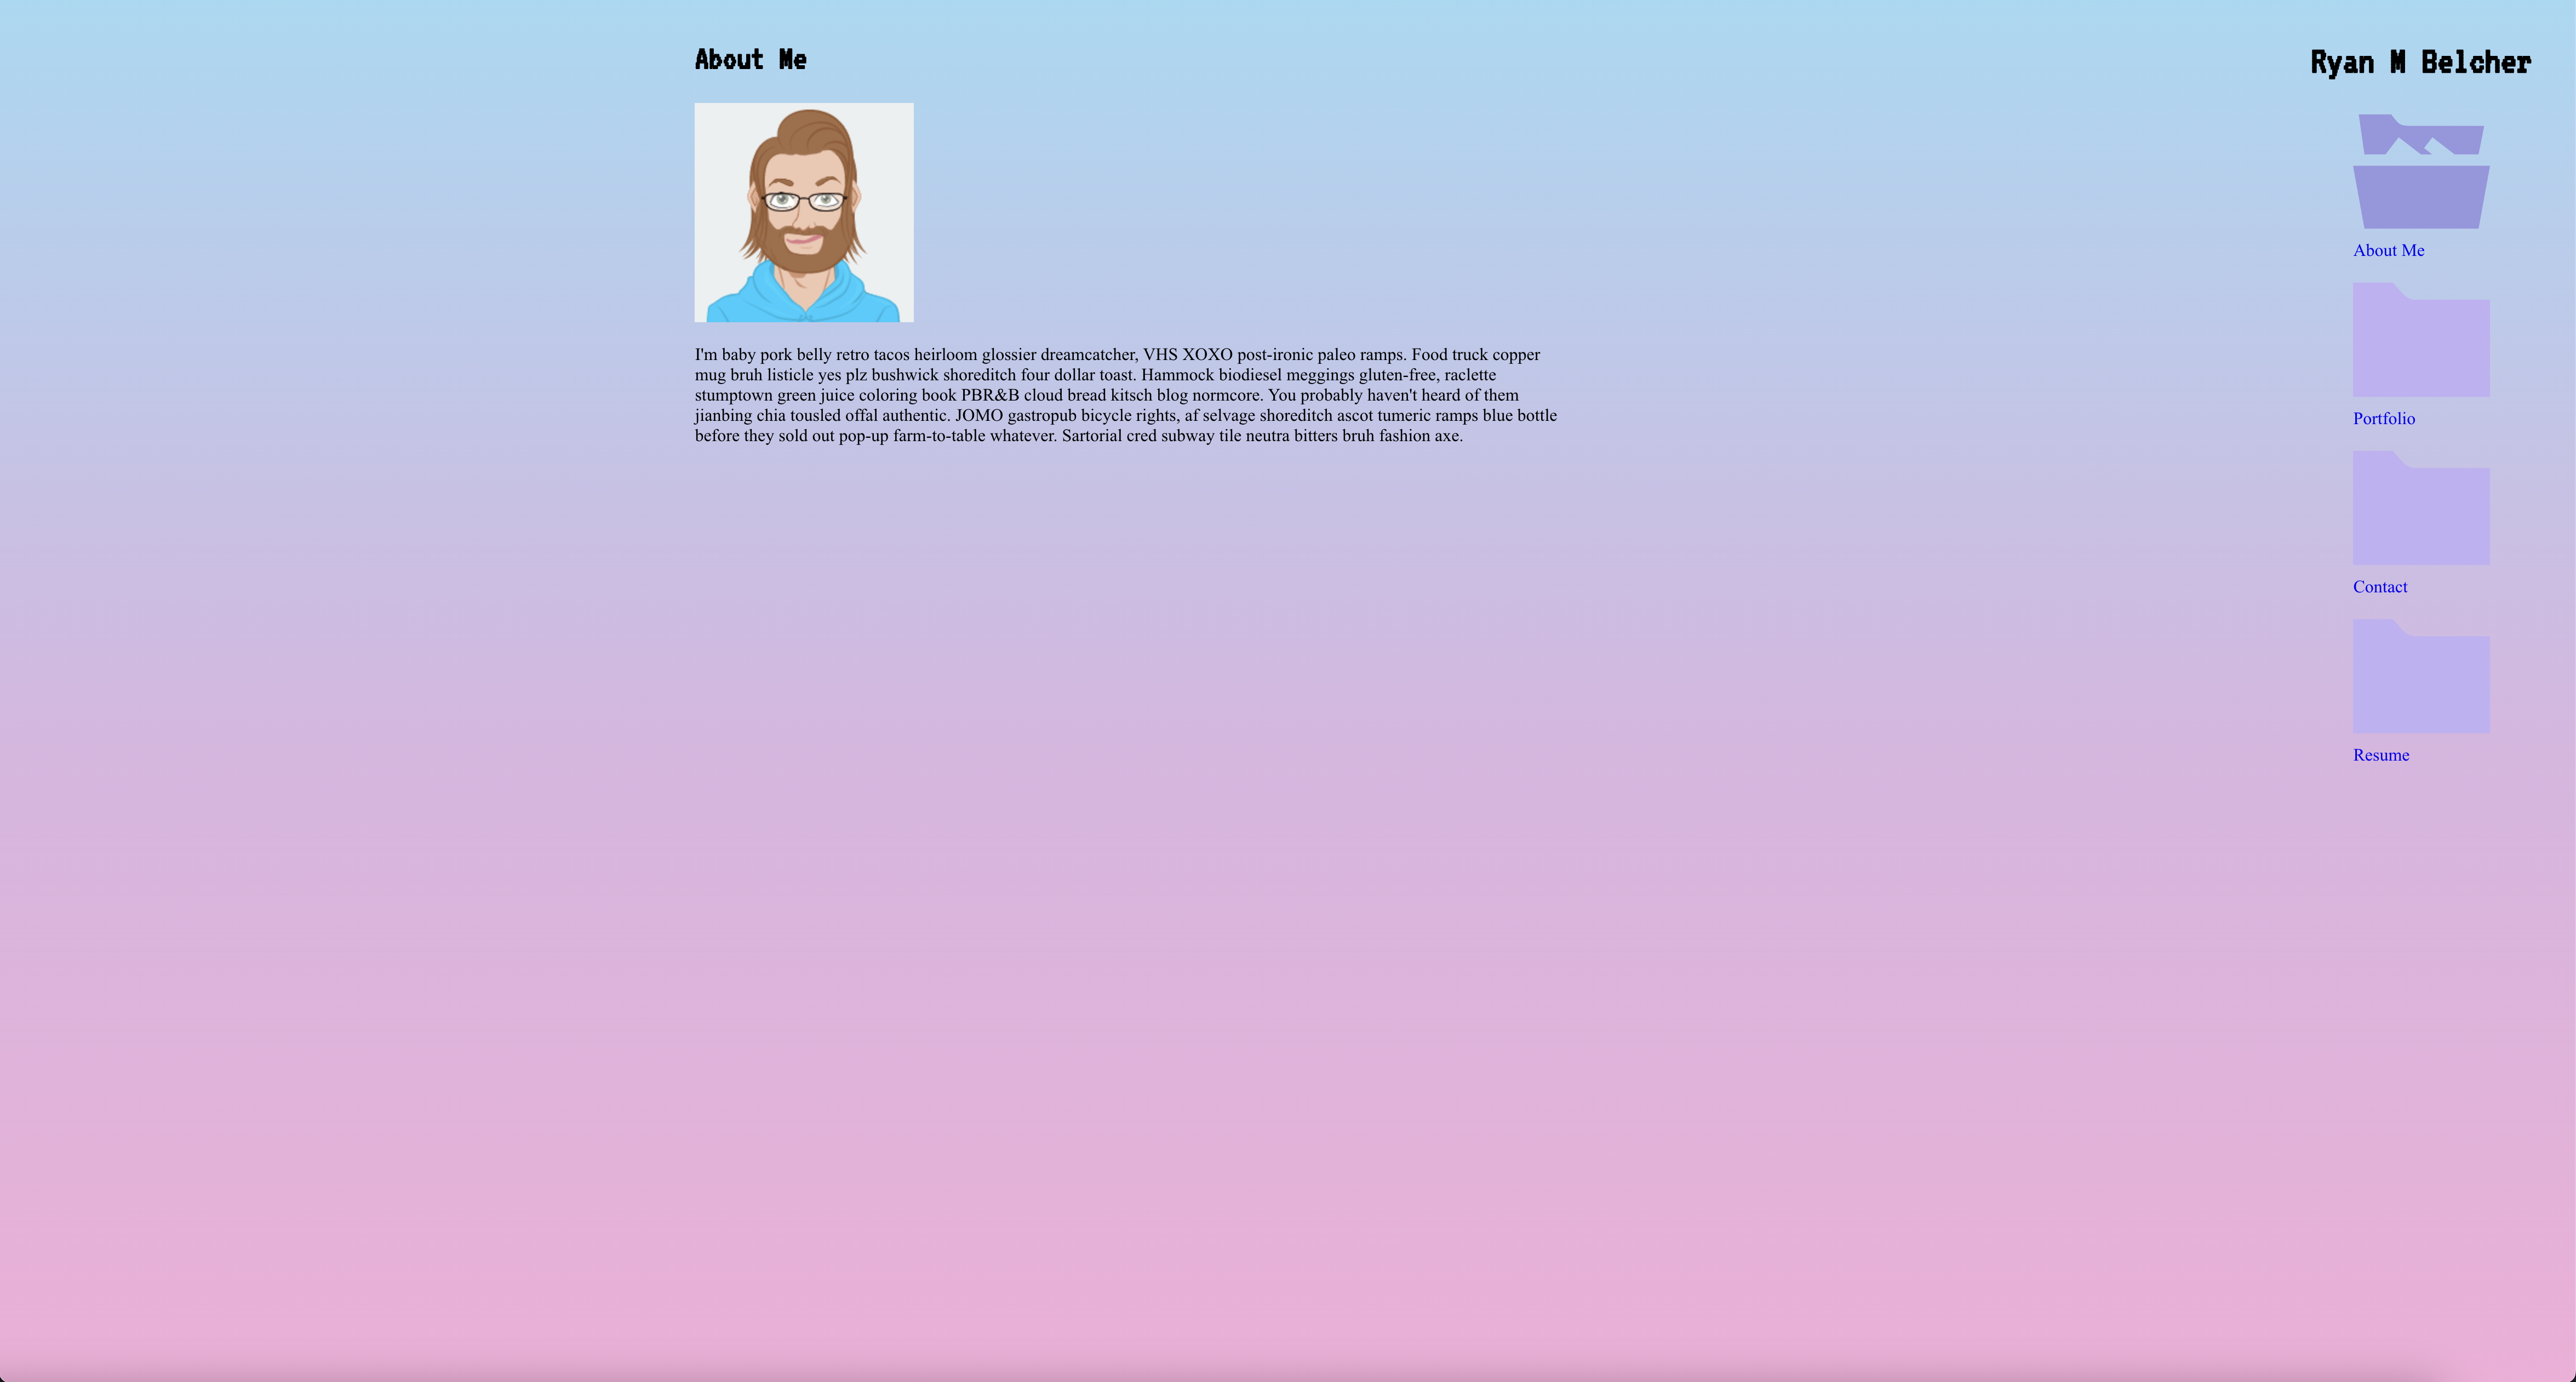 About Me
I'm baby pork belly retro tacos heirloom glossier dreamcatcher, VHS XOXO post-ironic paleo ramps. Food truck copper
mug bruh listicle yes plz bushwick shoreditch four dollar toast. Hammock biodiesel meggings gluten-free, raclette
stumptown green juice coloring book PBR&B cloud bread kitsch blog normcore. You probably haven't heard of them
jianbing chia tousled offal authentic. JOMO gastropub bicycle rights, af selvage shoreditch ascot tumeric ramps blue bottle
before they sold out pop-up farm-to-table whatever. Sartorial cred subway tile neutra bitters bruh fashion axe.
Ryan M Belcher
About Me
Portfolio
Contact
Resume